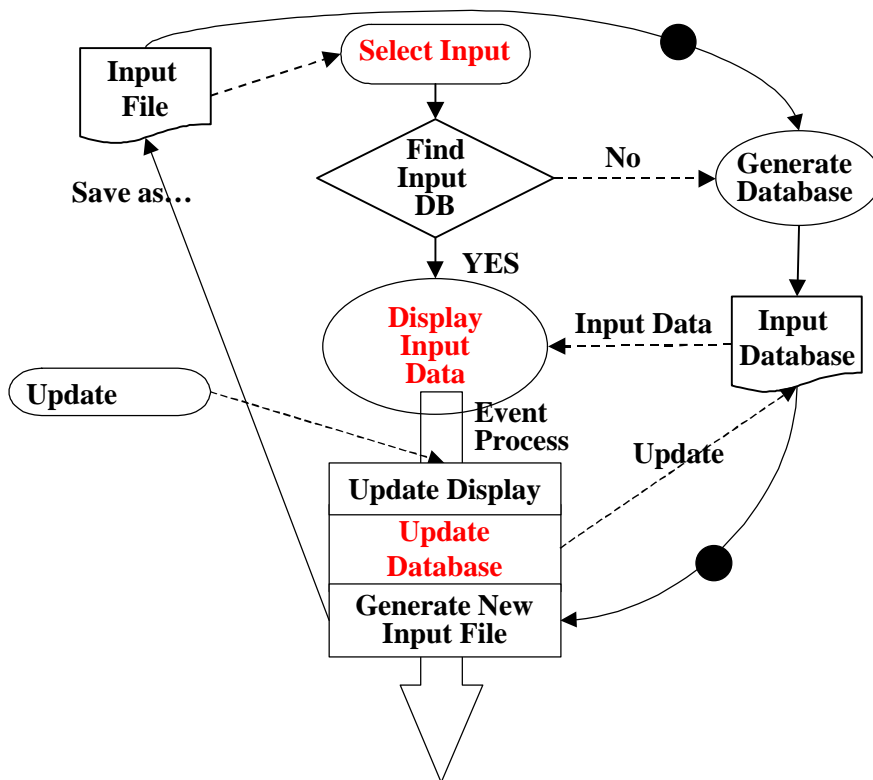 Input
File
Select Input
Find
Input
DB
No
Generate
Database
Save as…
YES
Display
Input
Data
Input Data
Input
Database
Update
Event
Process
Update
Update Display
Update
Database
Generate New
Input File